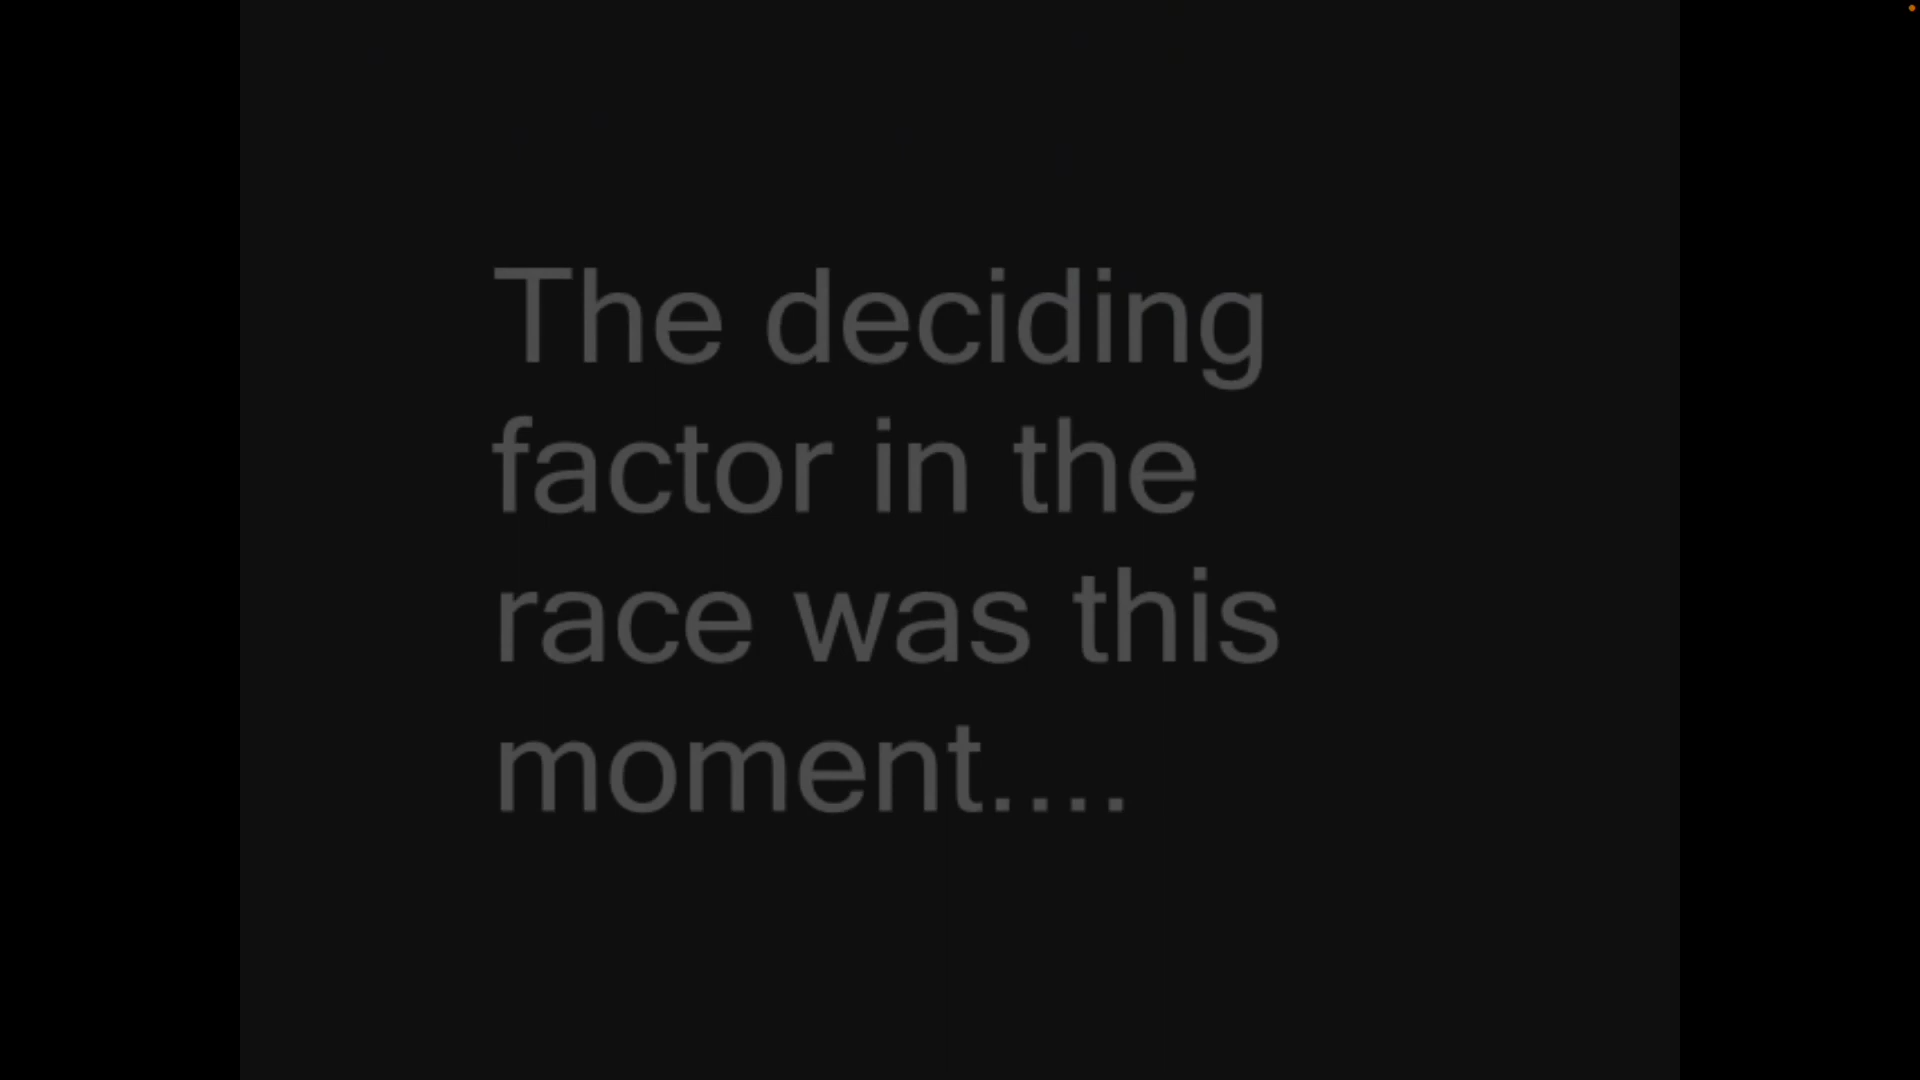 The deciding
factor in the
race was this
moment....